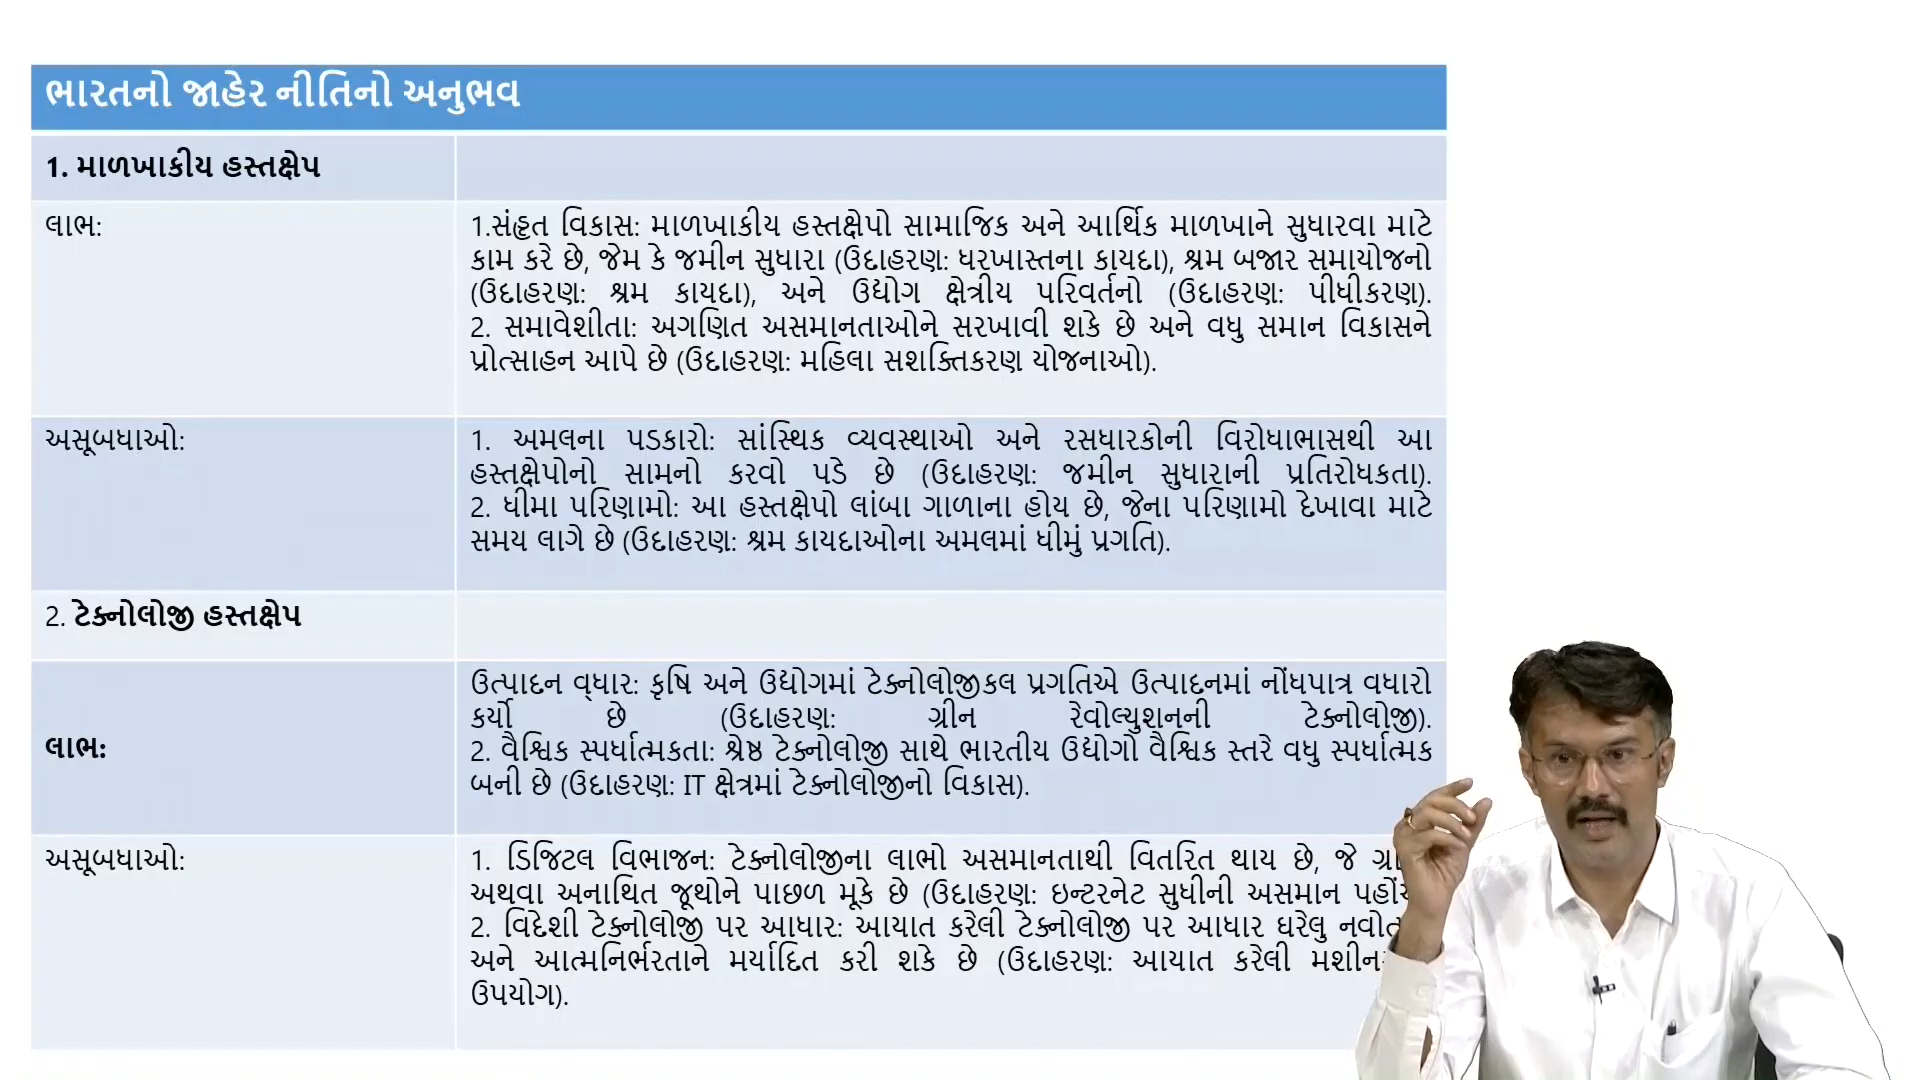 ભારતનો જાહેર નીતિનો અનુભવ
1. માળખાકીય હસ્તક્ષેપ
લાભ:
1.સંહૃત વિકાસ: માળખાકીય હસ્તક્ષેપો સામાજિક અને આર્થિક માળખાને સુધારવા માટે
કામ કરે છે, જેમ કે જમીન સુધારા (ઉદાહરણ: ધરખાસ્તના કાયદા), શ્રમ બજાર સમાયોજનો
(ઉદાહરણ: શ્રમ કાયદા), અને ઉદ્યોગ ક્ષેત્રીય પરિવર્તનો (ઉદાહરણ: પીધીકરણ).
2. સમાવેશીતા: અગણિત અસમાનતાઓને સરખાવી શકે છે અને વધુ સમાન વિકાસને
પ્રોત્સાહન આપે છે (ઉદાહરણ: મહિલા સશક્તિકરણ યોજનાઓ).
અસૂબધાઓ:
1. અમલના પડકારો: સાંસ્થિક વ્યવસ્થાઓ અને રસધારકોની વિરોધાભાસથી આ
હસ્તક્ષેપોનો સામનો કરવો પડે છે (ઉદાહરણ: જમીન સુધારાની પ્રતિરોધકતા).
2. ધીમા પરિણામો: આ હસ્તક્ષેપો લાંબા ગાળાના હોય છે, જેના પરિણામો દેખાવા માટે
સમય લાગે છે (ઉદાહરણ: શ્રમ કાયદાઓના અમલમાં ધીમું પ્રગતિ).
2. ટેક્નોલોજી હસ્તક્ષેપ
લાભ:
ઉત્પાદન વ્ધાર: કૃષિ અને ઉદ્યોગમાં ટેક્નોલોજીકલ પ્રગતિએ ઉત્પાદનમાં નોંધપાત્ર વધારો
કર્યો છે (ઉદાહરણ: ગ્રીન રેવોલ્યુશનની ટેક્નોલોજી).
2. વૈશ્વિક સ્પર્ધાત્મકતા: શ્રેષ્ઠ ટેક્નોલોજી સાથે ભારતીય ઉદ્યોગો વૈશ્વિક સ્તરે વધુ સ્પર્ધાત્મક
બની છે (ઉદાહરણ: IT ક્ષેત્રમાં ટેક્નોલોજીનો વિકાસ).
અસૂબધાઓ:
1. ડિજિટલ વિભાજન: ટેક્નોલોજીના લાભો અસમાનતાથી વિતરિત થાય છે, જે
અથવા અનાથિત જૂથોને પાછળ મૂકે છે (ઉદાહરણ: ઇન્ટરનેટ સુધીની અસમાન
2. વિદેશી ટેક્નોલોજી પર આધાર: આયાત કરેલી ટેક્નોલોજી પર આધાર ધરેલુ
અને આત્મનિર્ભરતાને મર્યાદિત કરી શકે છે (ઉદાહરણ: આયાત કરેલી
ઉપયોગ).